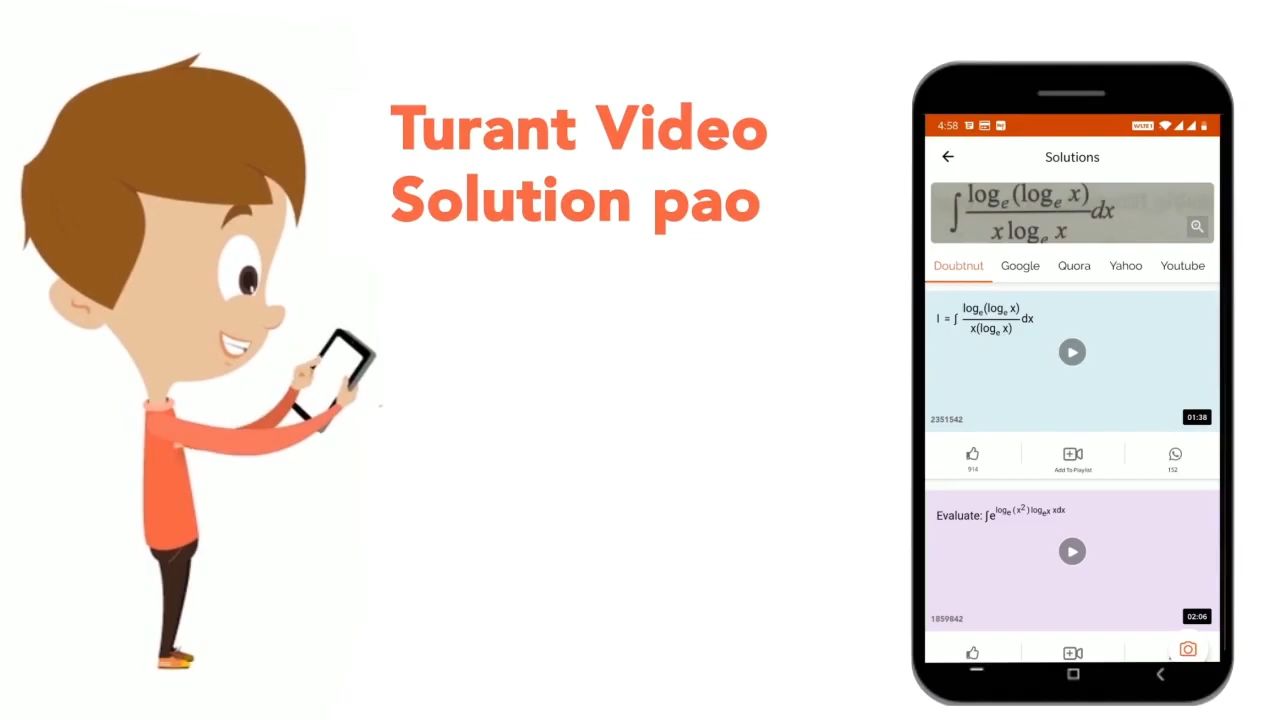 Turant Video
Solution pao
4:58
VoLTE1
Solutions
∫ logₑ(logₑ x) / x logₑ x dx
Doubtnut Google Quora Yahoo Youtube
I = ∫ logₑ(logₑ x) / x(logₑ x) dx
2351542 01:38
914 Add To Playlist 152
Evaluate: ∫e^logₑ(x²)logₑx xdx
1859842 02:06